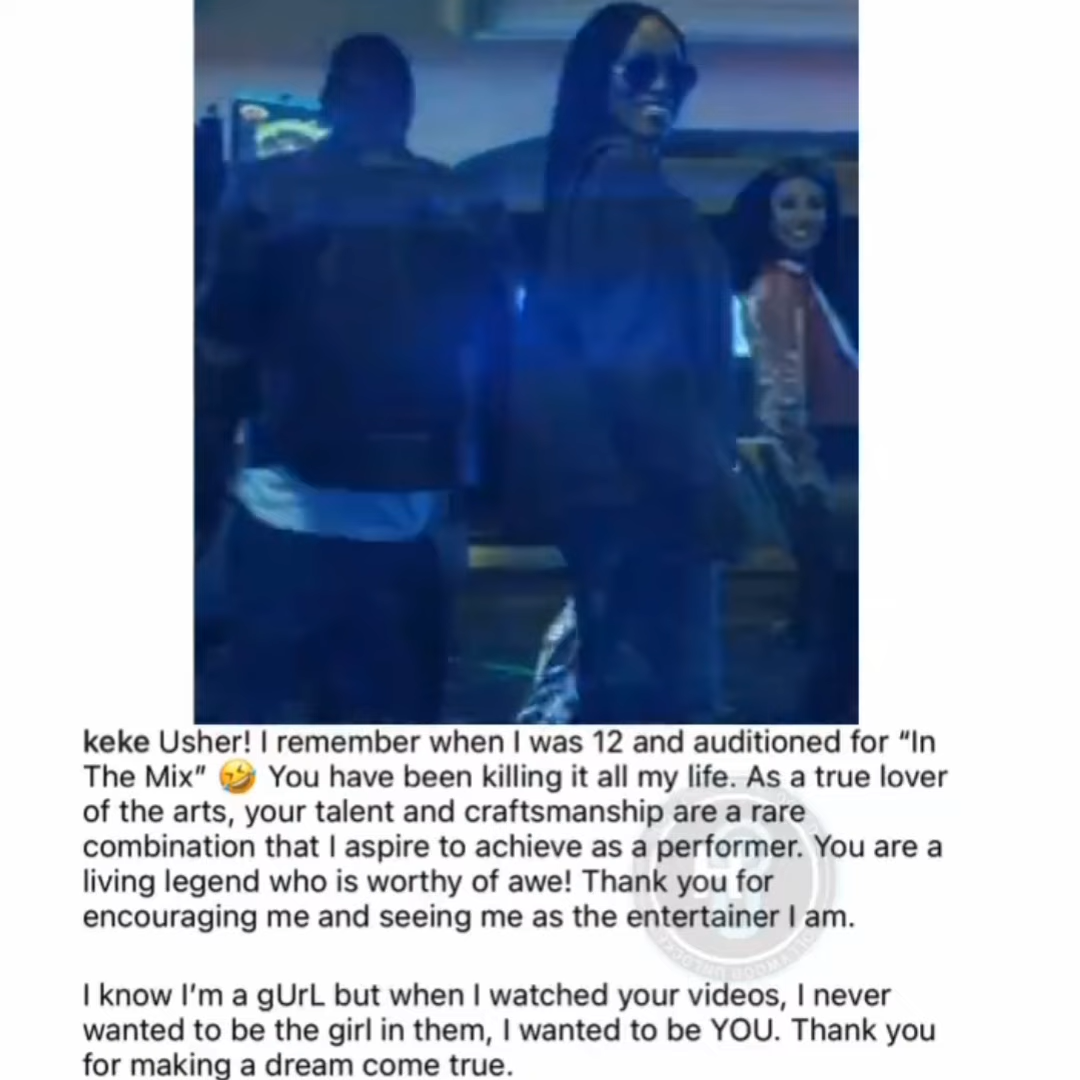 keke Usher! I remember when I was 12 and auditioned for “In
The Mix” 🤣 You have been killing it all my life. As a true lover
of the arts, your talent and craftsmanship are a rare
combination that I aspire to achieve as a performer. You are a
living legend who is worthy of awe! Thank you for
encouraging me and seeing me as the entertainer I am.
I know I’m a gUrL but when I watched your videos, I never
wanted to be the girl in them, I wanted to be YOU. Thank you
for making a dream come true.